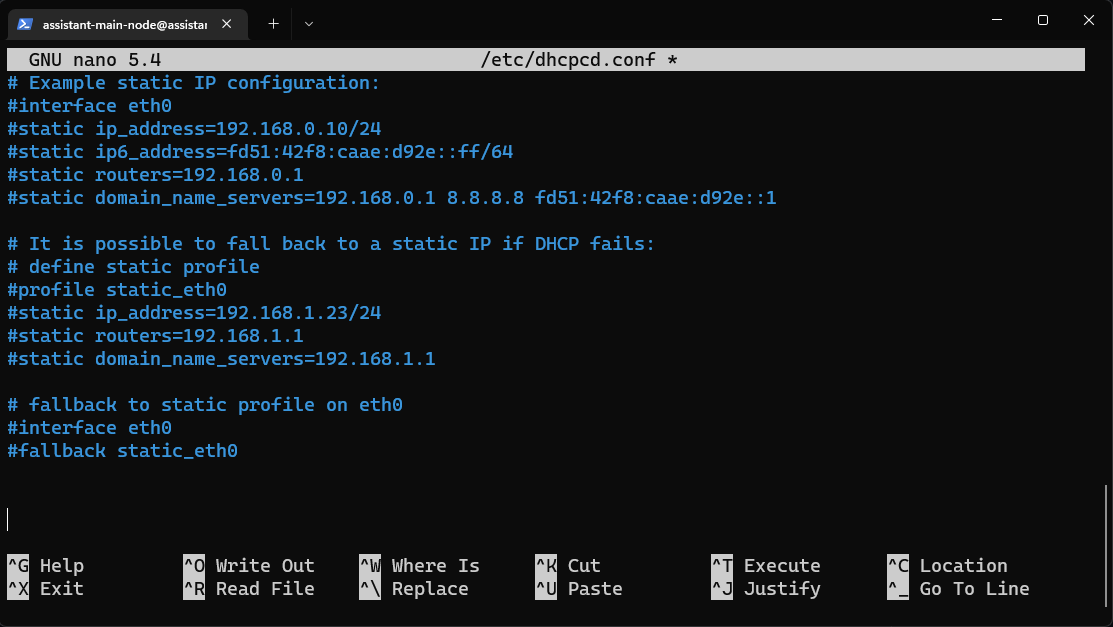 assistant-main-node@assista
GNU nano 5.4 /etc/dhcpcd.conf *
# Example static IP configuration:
#interface eth0
#static ip_address=192.168.0.10/24
#static ip6_address=fd51:42f8:caae:d92e::ff/64
#static routers=192.168.0.1
#static domain_name_servers=192.168.0.1 8.8.8.8 fd51:42f8:caae:d92e::1
# It is possible to fall back to a static IP if DHCP fails:
# define static profile
#profile static_eth0
#static ip_address=192.168.1.23/24
#static routers=192.168.1.1
#static domain_name_servers=192.168.1.1
# fallback to static profile on eth0
#interface eth0
#fallback static_eth0
^G Help ^O Write Out ^W Where Is ^K Cut ^T Execute ^C Location
^X Exit ^R Read File ^\ Replace ^U Paste ^J Justify ^_ Go To Line